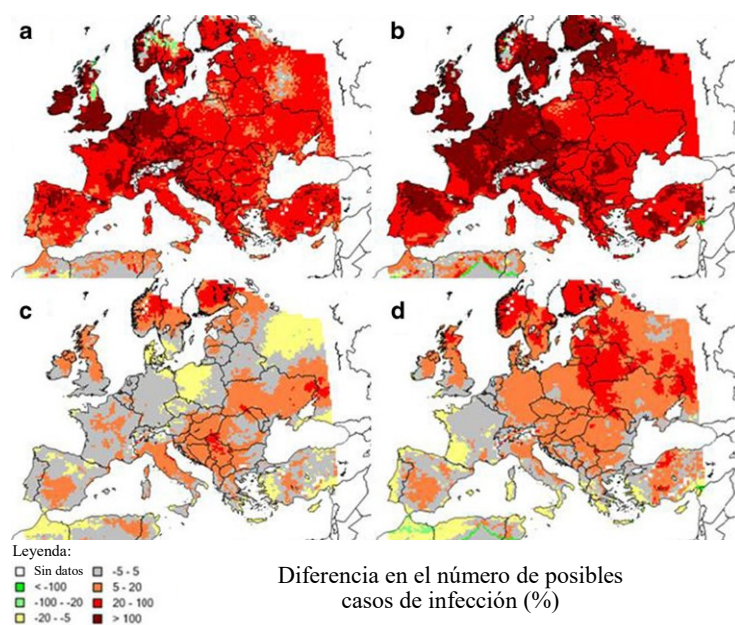 a
b
c
d
Leyenda:
Sin datos
< -100
-100 - -20
-20 - -5
-5 - 5
5 - 20
20 - 100
> 100
Diferencia en el número de posibles
casos de infección (%)